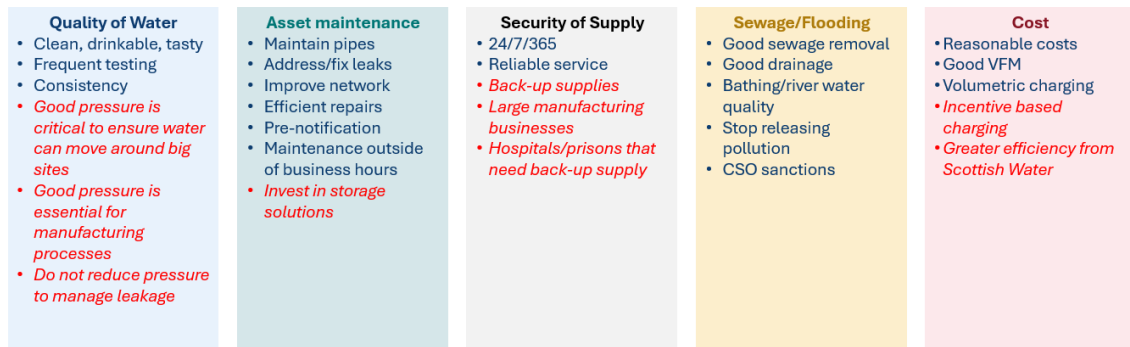 Quality of Water
• Clean, drinkable, tasty
• Frequent testing
• Consistency
• Good pressure is
critical to ensure water
can move around big
sites
• Good pressure is
essential for
manufacturing
processes
• Do not reduce pressure
to manage leakage
Asset maintenance
• Maintain pipes
• Address/fix leaks
• Improve network
• Efficient repairs
• Pre-notification
• Maintenance outside
of business hours
• Invest in storage
solutions
Security of Supply
• 24/7/365
• Reliable service
• Back-up supplies
• Large manufacturing
businesses
• Hospitals/prisons that
need back-up supply
Sewage/Flooding
• Good sewage removal
• Good drainage
• Bathing/river water
quality
• Stop releasing
pollution
• CSO sanctions
Cost
• Reasonable costs
• Good VFM
• Volumetric charging
• Incentive based
charging
• Greater efficiency from
Scottish Water